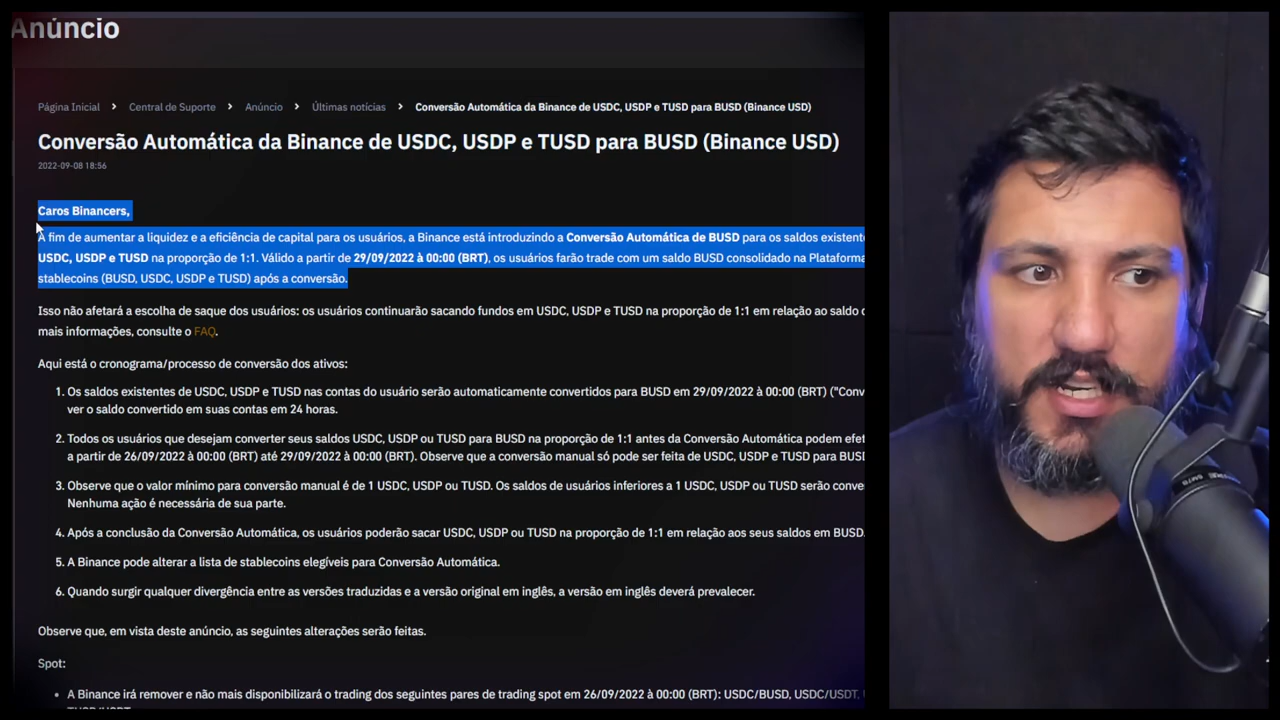 Anúncio
Página Inicial > Central de Suporte > Anúncio > Últimas notícias > Conversão Automática da Binance de USDC, USDP e TUSD para BUSD (Binance USD)
Conversão Automática da Binance de USDC, USDP e TUSD para BUSD (Binance USD)
2022-09-08 18:56
Caros Binancers,
A fim de aumentar a liquidez e a eficiência de capital para os usuários, a Binance está introduzindo a Conversão Automática de BUSD para os saldos existente
USDC, USDP e TUSD na proporção de 1:1. Válido a partir de 29/09/2022 à 00:00 (BRT), os usuários farão trade com um saldo BUSD consolidado na Plataforma
stablecoins (BUSD, USDC, USDP e TUSD) após a conversão.
Isso não afetará a escolha de saque dos usuários: os usuários continuarão sacando fundos em USDC, USDP e TUSD na proporção de 1:1 em relação ao saldo
mais informações, consulte o FAQ.
Aqui está o cronograma/processo de conversão dos ativos:
1. Os saldos existentes de USDC, USDP e TUSD nas contas do usuário serão automaticamente convertidos para BUSD em 29/09/2022 à 00:00 (BRT) ("Conv
ver o saldo convertido em suas contas em 24 horas.
2. Todos os usuários que desejam converter seus saldos USDC, USDP ou TUSD para BUSD na proporção de 1:1 antes da Conversão Automática podem efet
a partir de 26/09/2022 à 00:00 (BRT) até 29/09/2022 à 00:00 (BRT). Observe que a conversão manual só pode ser feita de USDC, USDP e TUSD para BUSD
3. Observe que o valor mínimo para conversão manual é de 1 USDC, USDP ou TUSD. Os saldos de usuários inferiores a 1 USDC, USDP ou TUSD serão conve
Nenhuma ação é necessária de sua parte.
4. Após a conclusão da Conversão Automática, os usuários poderão sacar USDC, USDP ou TUSD na proporção de 1:1 em relação aos seus saldos em BUSD.
5. A Binance pode alterar a lista de stablecoins elegíveis para Conversão Automática.
6. Quando surgir qualquer divergência entre as versões traduzidas e a versão original em inglês, a versão em inglês deverá prevalecer.
Observe que, em vista deste anúncio, as seguintes alterações serão feitas.
Spot:
• A Binance irá remover e não mais disponibilizará o trading dos seguintes pares de trading spot em 26/09/2022 à 00:00 (BRT): USDC/BUSD, USDC/USDT,